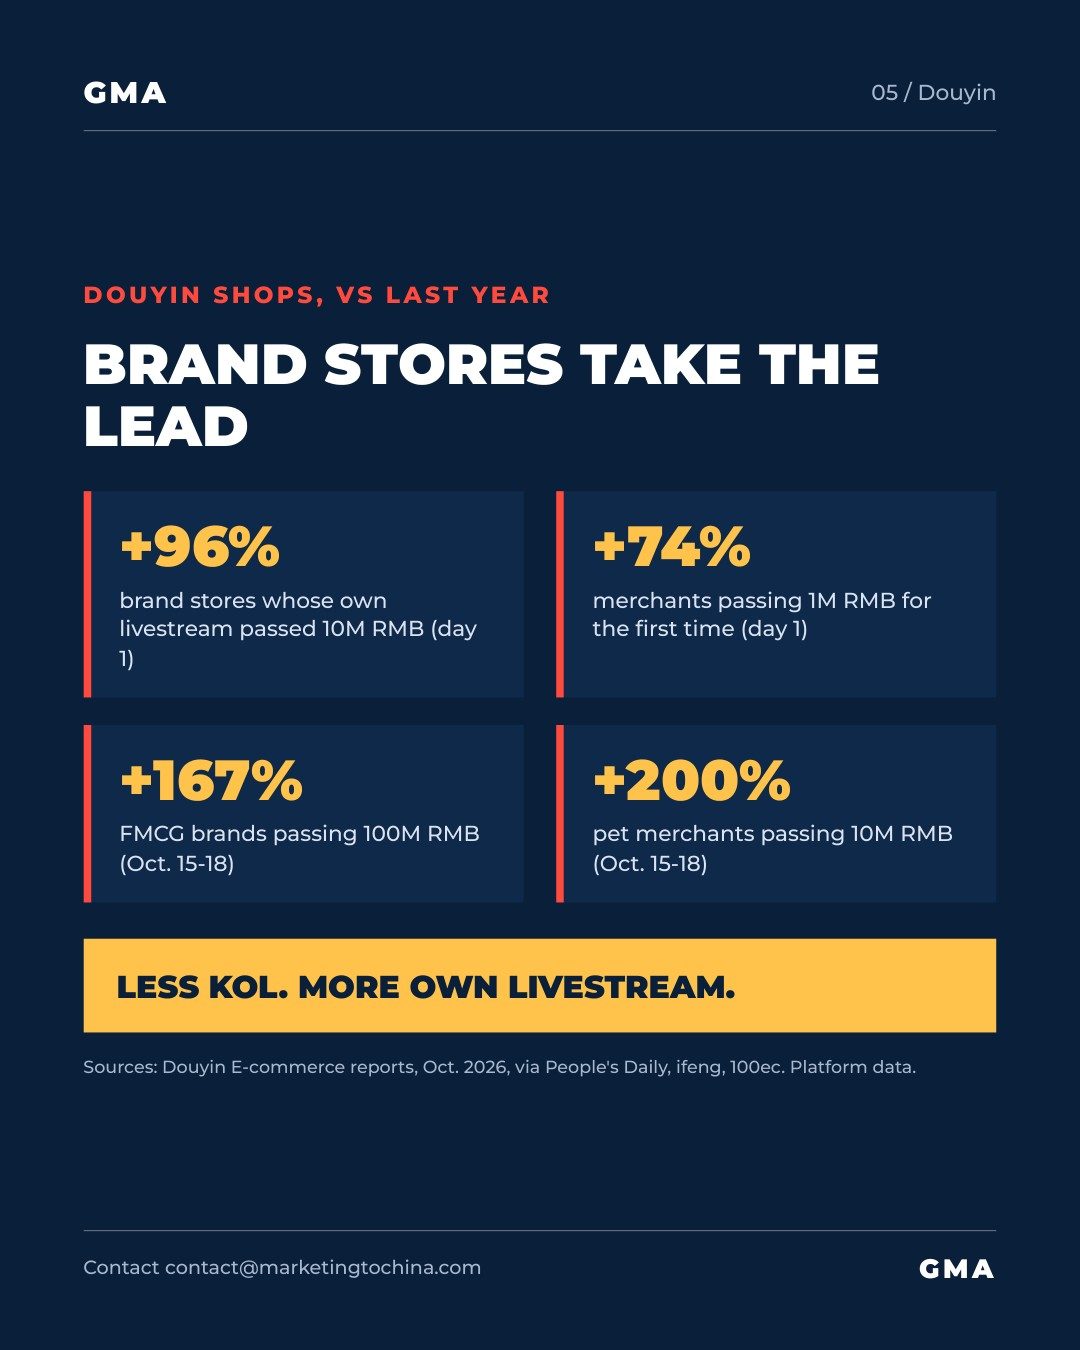 GMA
05 / Douyin
DOUYIN SHOPS, VS LAST YEAR
BRAND STORES TAKE THE
LEAD
+96%
brand stores whose own
livestream passed 10M RMB (day
1)
+74%
merchants passing 1M RMB for
the first time (day 1)
+167%
FMCG brands passing 100M RMB
(Oct. 15-18)
+200%
pet merchants passing 10M RMB
(Oct. 15-18)
LESS KOL. MORE OWN LIVESTREAM.
Sources: Douyin E-commerce reports, Oct. 2026, via People's Daily, ifeng, 100ec. Platform data.
Contact contact@marketingtochina.com
GMA